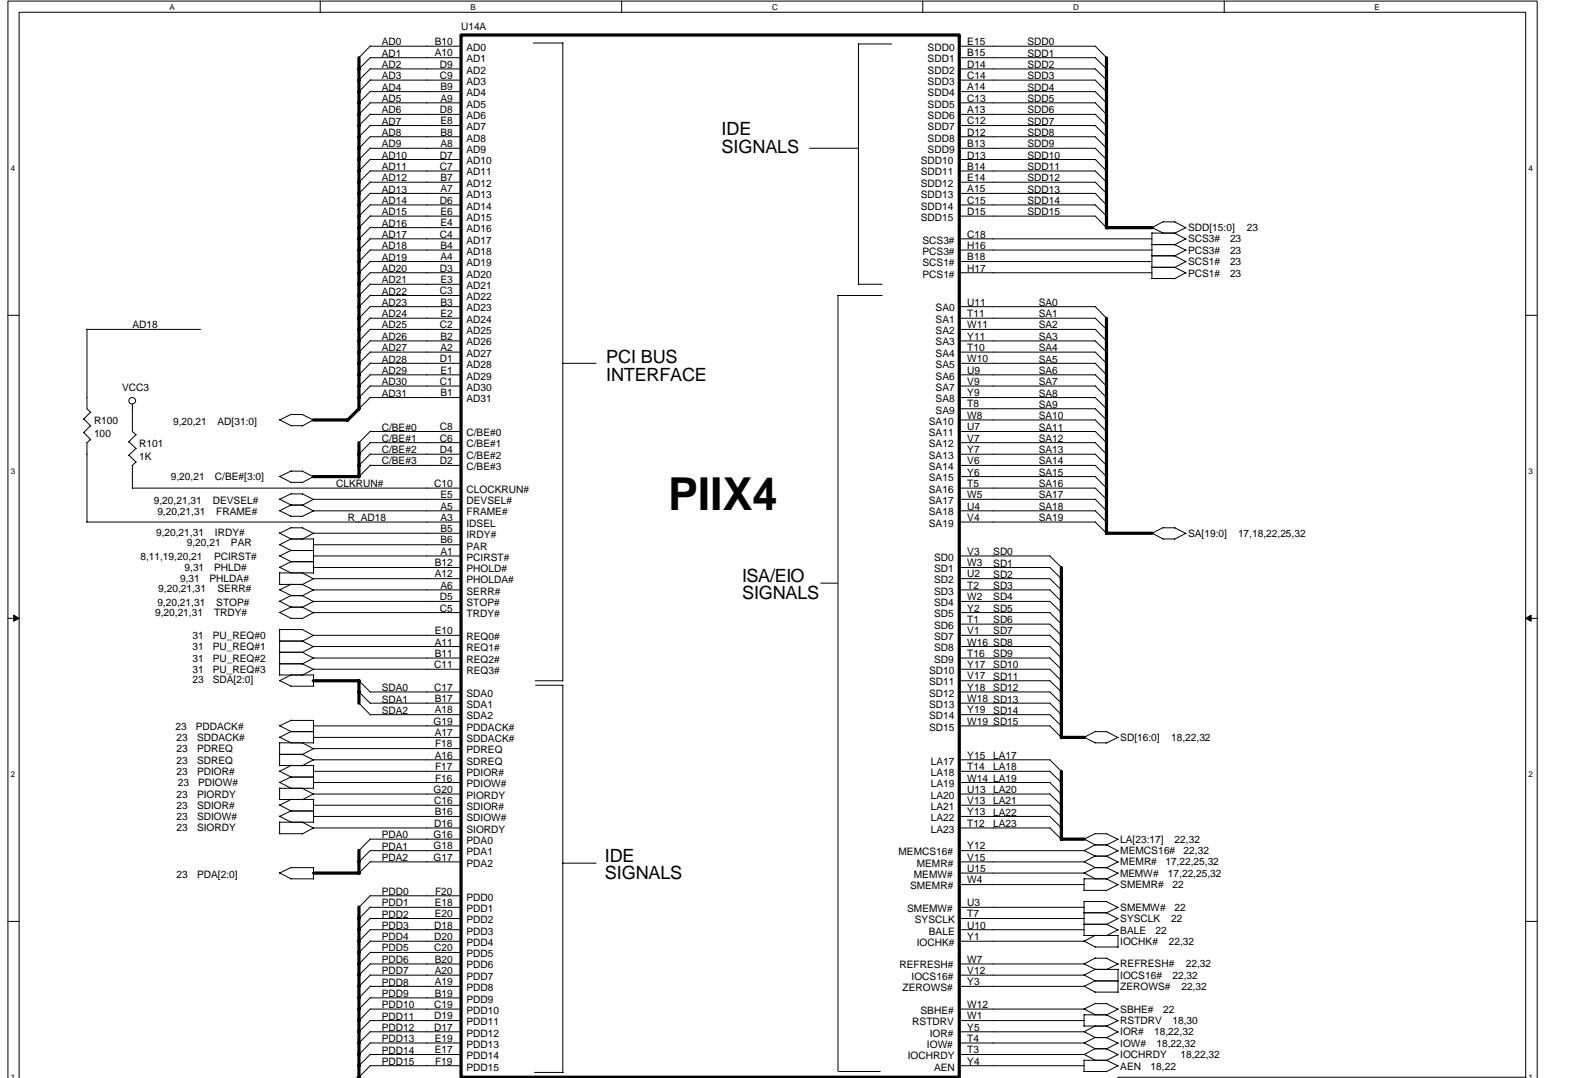 A B C D E
U14A
AD0 B10 AD0
AD1 A10 AD1
AD2 D9 AD2
AD3 C9 AD3
AD4 B9 AD4
AD5 A9 AD5
AD6 D8 AD6
AD7 E8 AD7
AD8 B8 AD8
AD9 A8 AD9
AD10 D7 AD10
AD11 C7 AD11
AD12 B7 AD12
AD13 A7 AD13
AD14 D6 AD14
AD15 E6 AD15
AD16 E4 AD16
AD17 C4 AD17
AD18 B4 AD18
AD19 A4 AD19
AD20 D3 AD20
AD21 E3 AD21
AD22 C3 AD22
AD23 B3 AD23
AD24 E2 AD24
AD25 C2 AD25
AD26 B2 AD26
AD27 A2 AD27
AD28 D1 AD28
AD29 E1 AD29
AD30 C1 AD30
AD31 B1 AD31
4
AD18
VCC3
R100
100
R101
1K
9,20,21 AD[31:0]
C/BE#0 C8 C/BE#0
C/BE#1 C6 C/BE#1
C/BE#2 D4 C/BE#2
C/BE#3 D2 C/BE#3
3
9,20,21 C/BE#[3:0]
CLKRUN# C10 CLOCKRUN#
9,20,21,31 DEVSEL# E5 DEVSEL#
9,20,21,31 FRAME# A5 FRAME#
R_AD18 A3 IDSEL
9,20,21,31 IRDY# B5 IRDY#
9,20,21 PAR B6 PAR
8,11,19,20,21 PCIRST# A1 PCIRST#
9,31 PHLD# B12 PHOLD#
9,31 PHLDA# A12 PHOLDA#
9,20,21,31 SERR# A6 SERR#
9,20,21,31 STOP# D5 STOP#
9,20,21,31 TRDY# C5 TRDY#
31 PU_REQ#0 E10 REQ0#
31 PU_REQ#1 A11 REQ1#
31 PU_REQ#2 B11 REQ2#
31 PU_REQ#3 C11 REQ3#
23 SDA[2:0]
SDA0 C17 SDA0
SDA1 B17 SDA1
SDA2 A18 SDA2
23 PDDACK# G19 PDDACK#
23 SDDACK# A17 SDDACK#
23 PDREQ F18 PDREQ
23 SDREQ A16 SDREQ
23 PDIOR# F17 PDIOR#
23 PDIOW# F16 PDIOW#
23 PIORDY G20 PIORDY
23 SDIOR# C16 SDIOR#
23 SDIOW# B16 SDIOW#
23 SIORDY D16 SIORDY
2
PDA0 G16 PDA0
PDA1 G18 PDA1
PDA2 G17 PDA2
23 PDA[2:0]
PDD0 F20 PDD0
PDD1 E18 PDD1
PDD2 E20 PDD2
PDD3 D18 PDD3
PDD4 D20 PDD4
PDD5 C20 PDD5
PDD6 B20 PDD6
PDD7 A20 PDD7
PDD8 A19 PDD8
PDD9 B19 PDD9
PDD10 C19 PDD10
PDD11 D19 PDD11
PDD12 D17 PDD12
PDD13 E19 PDD13
PDD14 E17 PDD14
PDD15 F19 PDD15
1
PCI BUS
INTERFACE
IDE
SIGNALS
IDE
SIGNALS
PIIX4
ISA/EIO
SIGNALS
SDD0 E15 SDD0
SDD1 B15 SDD1
SDD2 D14 SDD2
SDD3 C14 SDD3
SDD4 A14 SDD4
SDD5 C13 SDD5
SDD6 A13 SDD6
SDD7 C12 SDD7
SDD8 D12 SDD8
SDD9 B13 SDD9
SDD10 D13 SDD10
SDD11 B14 SDD11
SDD12 E14 SDD12
SDD13 A15 SDD13
SDD14 C15 SDD14
SDD15 D15 SDD15
4
SDD[15:0] 23
SCS3# C18 SCS3# 23
PCS3# H16 PCS3# 23
SCS1# B18 SCS1# 23
PCS1# H17 PCS1# 23
SA0 U11 SA0
SA1 T11 SA1
SA2 W11 SA2
SA3 Y11 SA3
SA4 T10 SA4
SA5 W10 SA5
SA6 U9 SA6
SA7 V9 SA7
SA8 Y9 SA8
SA9 T8 SA9
SA10 W8 SA10
SA11 U7 SA11
SA12 V7 SA12
SA13 Y7 SA13
SA14 V6 SA14
SA15 Y6 SA15
SA16 T5 SA16
SA17 W5 SA17
SA18 U4 SA18
SA19 V4 SA19
3
SA[19:0] 17,18,22,25,32
SD0 V3 SD0
SD1 W3 SD1
SD2 U2 SD2
SD3 T2 SD3
SD4 W2 SD4
SD5 Y2 SD5
SD6 T1 SD6
SD7 V1 SD7
SD8 W16 SD8
SD9 T16 SD9
SD10 Y17 SD10
SD11 V17 SD11
SD12 Y18 SD12
SD13 W18 SD13
SD14 Y19 SD14
SD15 W19 SD15
SD[16:0] 18,22,32
LA17 Y15 LA17
LA18 T14 LA18
LA19 W14 LA19
LA20 U13 LA20
LA21 V13 LA21
LA22 Y13 LA22
LA23 T12 LA23
2
LA[23:17] 22,32
MEMCS16# Y12 MEMCS16# 22,32
MEMR# V15 MEMR# 17,22,25,32
MEMW# U15 MEMW# 17,22,25,32
SMEMR# W4 SMEMR# 22
SMEMW# U3 SMEMW# 22
SYSCLK T7 SYSCLK 22
BALE U10 BALE 22
IOCHK# Y1 IOCHK# 22,32
REFRESH# W7 REFRESH# 22,32
IOCS16# V12 IOCS16# 22,32
ZEROWS# Y3 ZEROWS# 22,32
SBHE# W12 SBHE# 22
RSTDRV W1 RSTDRV 18,30
IOR# Y5 IOR# 18,22,32
IOW# T4 IOW# 18,22,32
IOCHRDY T3 IOCHRDY 18,22,32
AEN Y4 AEN 18,22
1